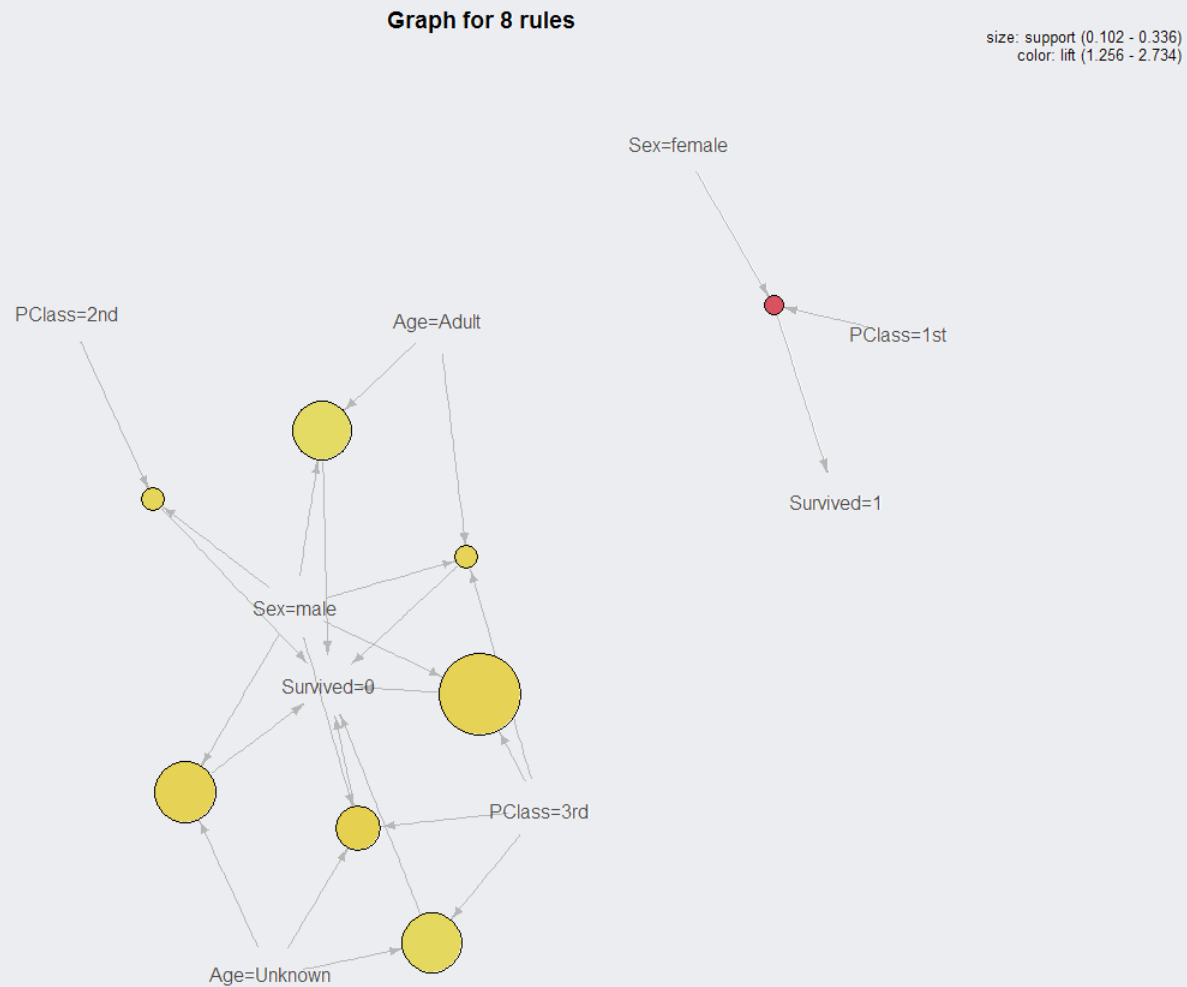 Graph for 8 rules
size: support (0.102 - 0.336)
color: lift (1.256 - 2.734)
Sex=female
PClass=2nd
Age=Adult
PClass=1st
Survived=1
Sex=male
Survived=0
PClass=3rd
Age=Unknown